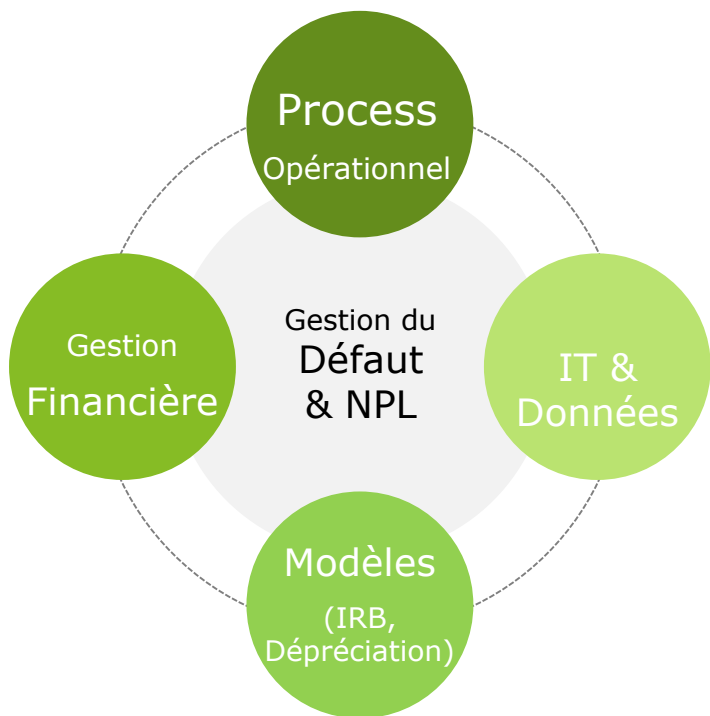 Process
Opérationnel
Gestion
Financière
Gestion du
Défaut
& NPL
IT &
Données
Modèles
(IRB,
Dépréciation)